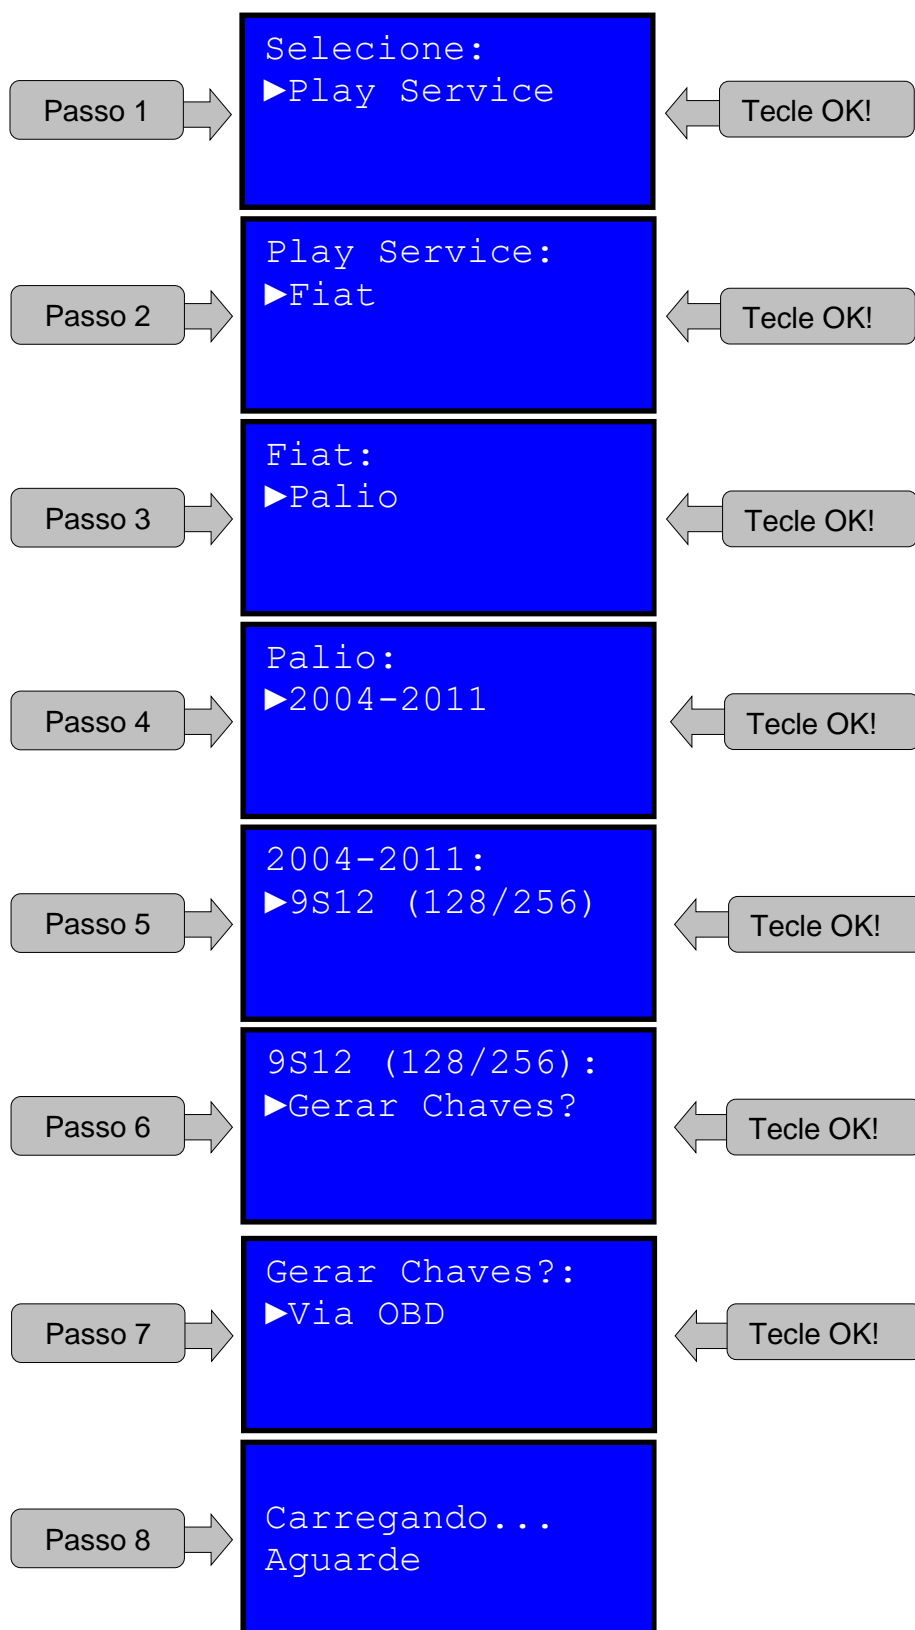 Selecione:
Passo 1
►Play Service
Tecle OK!
Play Service:
Passo 2
►Fiat
Tecle OK!
Fiat:
Passo 3
►Palio
Tecle OK!
Palio:
Passo 4
►2004-2011
Tecle OK!
2004-2011:
Passo 5
►9S12 (128/256)
Tecle OK!
9S12 (128/256):
Passo 6
►Gerar Chaves?
Tecle OK!
Gerar Chaves?:
Passo 7
►Via OBD
Tecle OK!
Passo 8
Carregando...
Aguarde